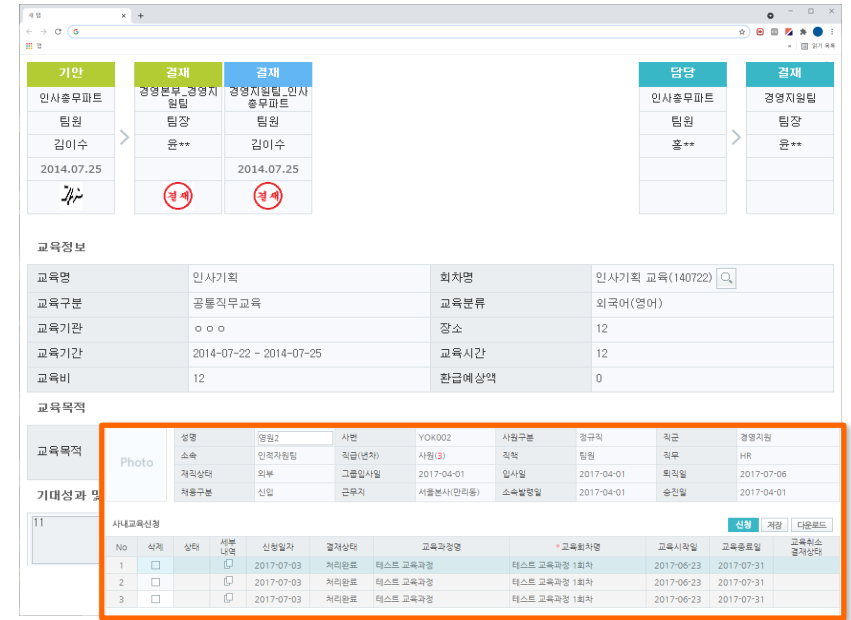 새 탭
앱
읽기 목록
기안 결재 결재 담당 결재
인사총무파트 경영본부_경영지원팀 경영지원팀_인사총무파트 인사총무파트 경영지원팀
팀원 팀장 팀원 팀원 팀장
김이수 윤** 김이수 홍** 윤**
2014.07.25 2014.07.25
결재 결재
교육정보
교육명 인사기획 회차명 인사기획 교육(140722)
교육구분 공통직무교육 교육분류 외국어(영어)
교육기관 ㅇㅇㅇ 장소 12
교육기간 2014-07-22 - 2014-07-25 교육시간 12
교육비 12 환급예상액 0
교육목적
교육목적
기대성과 및
11
Photo
성명 영원2 사번 YOK002 사원구분 정규직 직군 경영지원
소속 인적자원팀 직급(년차) 사원(3) 직책 팀원 직무 HR
재직상태 외부 그룹입사일 2017-04-01 입사일 2017-04-01 퇴직일 2017-07-06
채용구분 신입 근무지 서울본사(만리동) 소속발령일 2017-04-01 승진일 2017-04-01
사내교육신청 신청 저장 다운로드
No 삭제 상태 세부내역 신청일자 결재상태 교육과정명 *교육회차명 교육시작일 교육종료일 교육취소결재상태
1 2017-07-03 처리완료 테스트 교육과정 테스트 교육과정 1회차 2017-06-23 2017-07-31
2 2017-07-03 처리완료 테스트 교육과정 테스트 교육과정 1회차 2017-06-23 2017-07-31
3 2017-07-03 처리완료 테스트 교육과정 테스트 교육과정 1회차 2017-06-23 2017-07-31